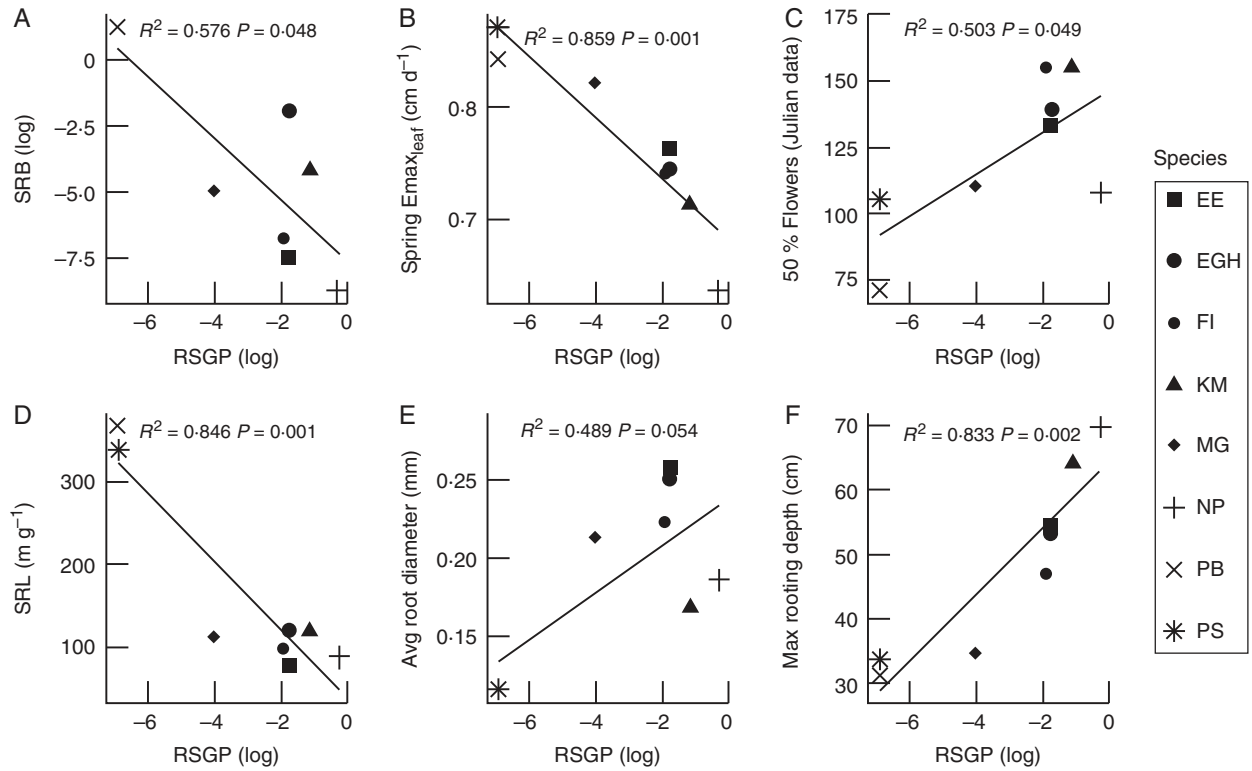 A
R² = 0·576 P = 0·048
0
−2.5
−5.0
−7.5
SRB (log)
−6
−4
−2
0
RSGP (log)
B
R² = 0·859 P = 0·001
0·8
0·7
Spring Emax_leaf (cm d⁻¹)
−6
−4
−2
0
RSGP (log)
C
R² = 0·503 P = 0·049
175
150
125
100
75
50 % Flowers (Julian data)
−6
−4
−2
0
RSGP (log)
D
R² = 0·846 P = 0·001
300
200
100
SRL (m g⁻¹)
−6
−4
−2
0
RSGP (log)
E
R² = 0·489 P = 0·054
0·25
0·20
0·15
Avg root diameter (mm)
−6
−4
−2
0
RSGP (log)
F
R² = 0·833 P = 0·002
70
60
50
40
30
Max rooting depth (cm)
−6
−4
−2
0
RSGP (log)
Species
EE
EGH
FI
KM
MG
NP
PB
PS